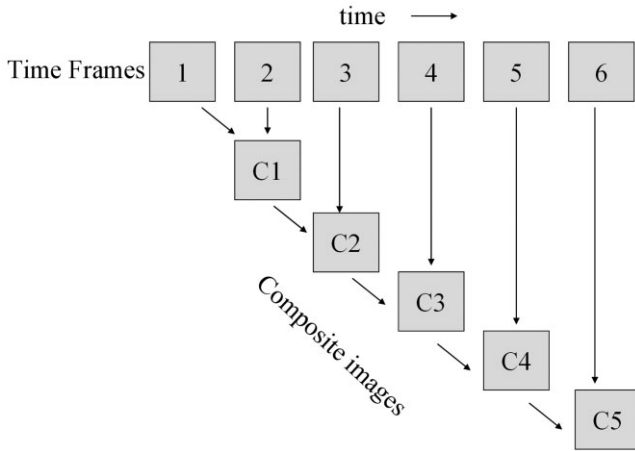 time
Time Frames 1 2 3 4 5 6
C1
C2
C3
Composite images
C4
C5